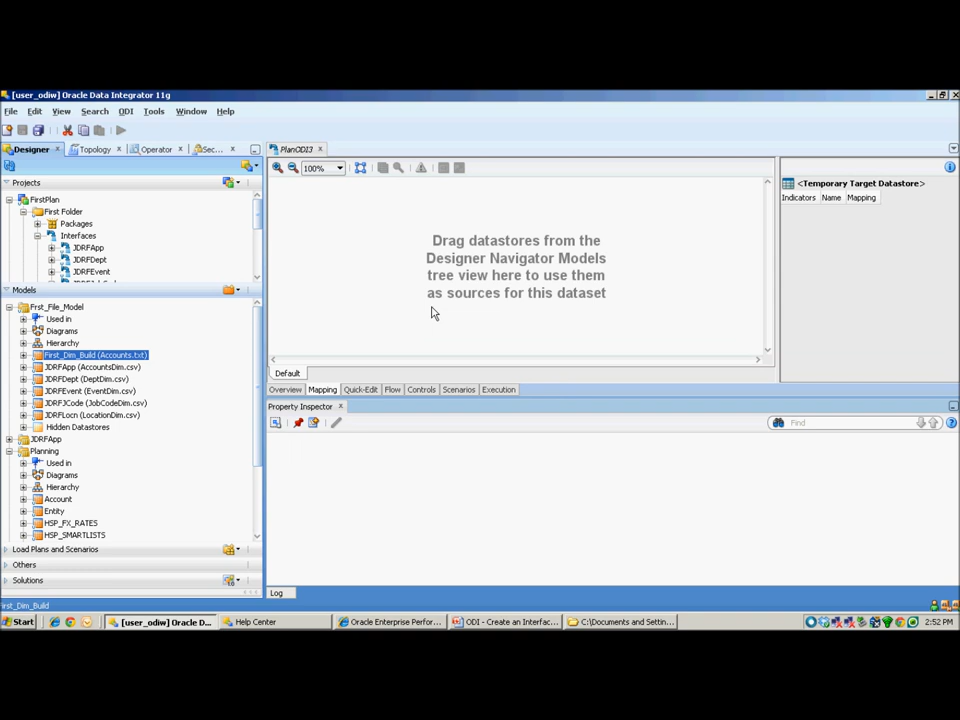 [user_odiw] Oracle Data Integrator 11g
File Edit View Search ODI Tools Window Help
Designer Topology Operator Sec... PlanODI3
100%
Projects
FirstPlan
First Folder
Packages
Interfaces
JDRFApp
JDRFDept
JDRFEvent
Models
First_File_Model
Used in
Diagrams
Hierarchy
First_Dim_Build (Accounts.txt)
JDRFApp (AccountsDim.csv)
JDRFDept (DeptDim.csv)
JDRFEvent (EventDim.csv)
JDRFJCode (JobCodeDim.csv)
JDRFLocn (LocationDim.csv)
Hidden Datastores
JDRFApp
Planning
Used in
Diagrams
Hierarchy
Account
Entity
HSP_FX_RATES
HSP_SMARTLISTS
Load Plans and Scenarios
Others
Solutions
Drag datastores from the
Designer Navigator Models
tree view here to use them
as sources for this dataset
Default
Overview Mapping Quick-Edit Flow Controls Scenarios Execution
<Temporary Target Datastore>
Indicators Name Mapping
Property Inspector
Find
Log
irst_Dim_Build
Start [user_odiw] Oracle D... Help Center Oracle Enterprise Perfor... ODI - Create an Interfac... C:\Documents and Settin... 2:52 PM